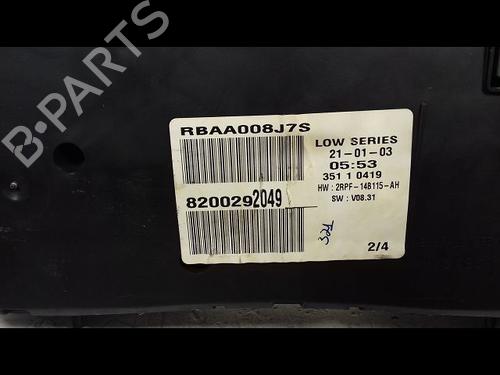 RBAA008J7S
LOW SERIES
21-01-03
05:53
351 1 0419
HW : 2RPF-14B115-AH
SW : V08.31
8200292049
321
2/4
B-PARTS